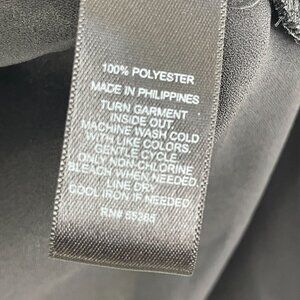 100% POLYESTER
MADE IN PHILIPPINES
TURN GARMENT
INSIDE OUT
MACHINE WASH COLD
WITH LIKE COLORS,
GENTLE CYCLE.
ONLY NON-CHLORINE
BLEACH WHEN NEEDED.
LINE DRY.
COOL IRON IF NEEDED.
RN# 55285